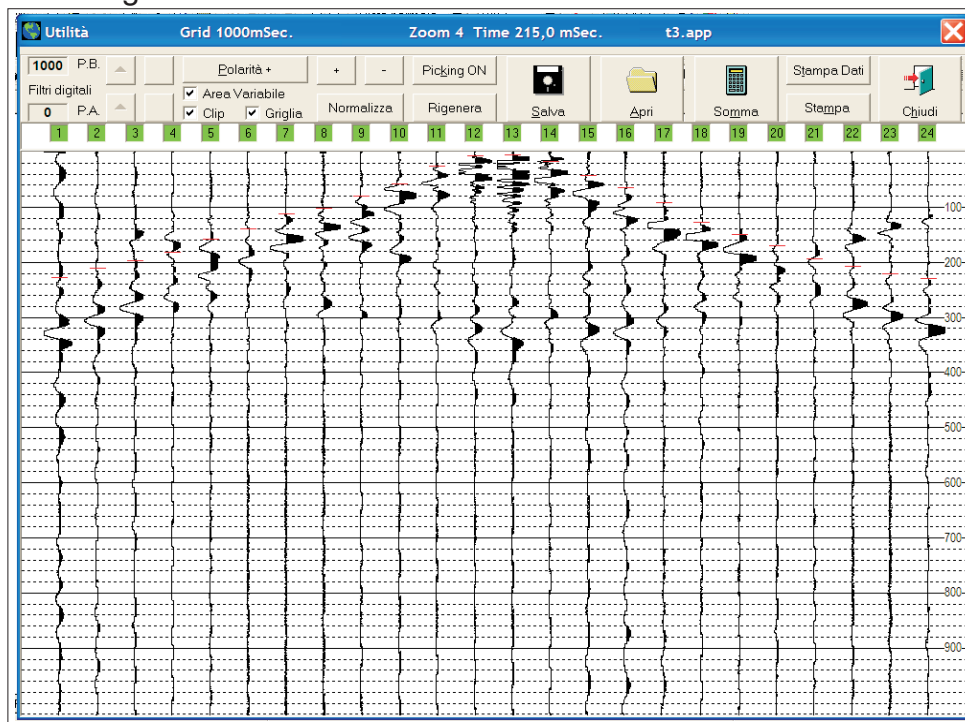 Utilità Grid 1000mSec. Zoom 4 Time 215,0 mSec. t3.app
1000 P.B. Polarità + + - Picking ON Stampa Dati
Filtri digitali Area Variabile
0 P.A. Clip Griglia Normalizza Rigenera Salva Apri Somma Stampa Chiudi
1 2 3 4 5 6 7 8 9 10 11 12 13 14 15 16 17 18 19 20 21 22 23 24
100
200
300
400
500
600
700
800
900